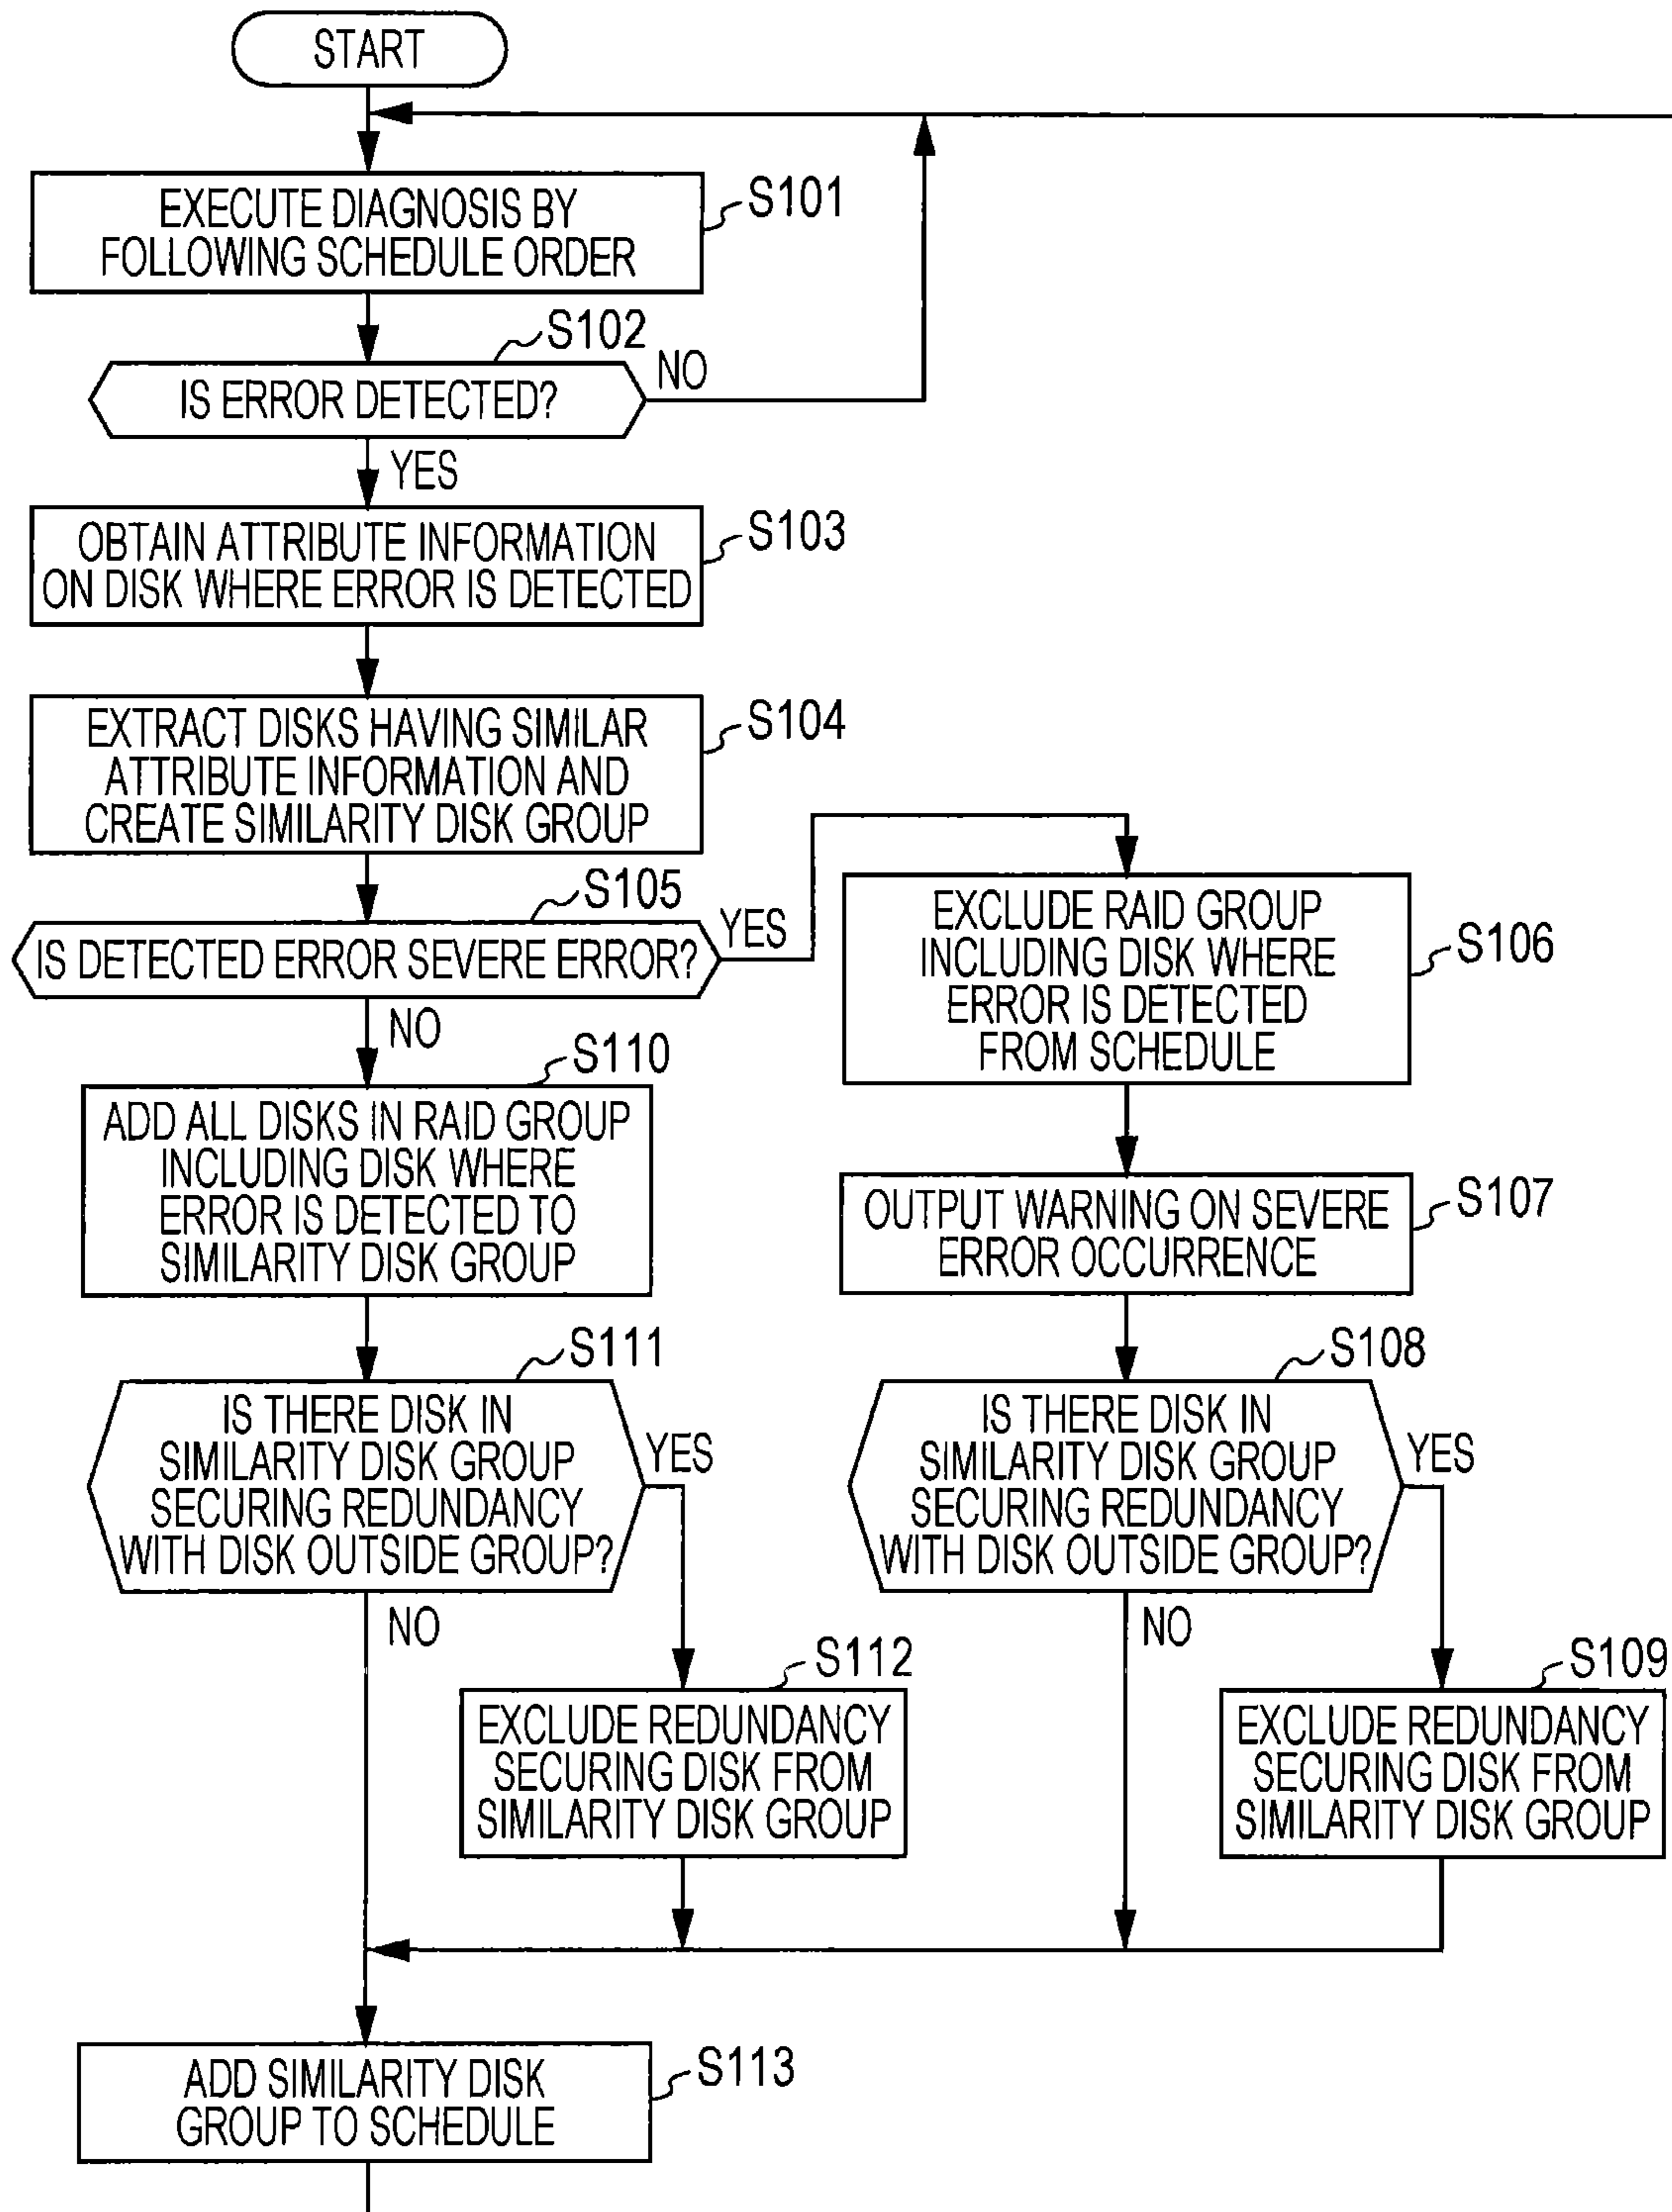 START
EXECUTE DIAGNOSIS BY
FOLLOWING SCHEDULE ORDER
S101
S102
IS ERROR DETECTED?
NO
YES
OBTAIN ATTRIBUTE INFORMATION
ON DISK WHERE ERROR IS DETECTED
S103
EXTRACT DISKS HAVING SIMILAR
ATTRIBUTE INFORMATION AND
CREATE SIMILARITY DISK GROUP
S104
S105
IS DETECTED ERROR SEVERE ERROR?
YES
NO
EXCLUDE RAID GROUP
INCLUDING DISK WHERE
ERROR IS DETECTED
FROM SCHEDULE
S106
S110
ADD ALL DISKS IN RAID GROUP
INCLUDING DISK WHERE
ERROR IS DETECTED TO
SIMILARITY DISK GROUP
OUTPUT WARNING ON SEVERE
ERROR OCCURRENCE
S107
S111
IS THERE DISK IN
SIMILARITY DISK GROUP
SECURING REDUNDANCY
WITH DISK OUTSIDE GROUP?
YES
NO
S108
IS THERE DISK IN
SIMILARITY DISK GROUP
SECURING REDUNDANCY
WITH DISK OUTSIDE GROUP?
YES
NO
S112
EXCLUDE REDUNDANCY
SECURING DISK FROM
SIMILARITY DISK GROUP
S109
EXCLUDE REDUNDANCY
SECURING DISK FROM
SIMILARITY DISK GROUP
ADD SIMILARITY DISK
GROUP TO SCHEDULE
S113